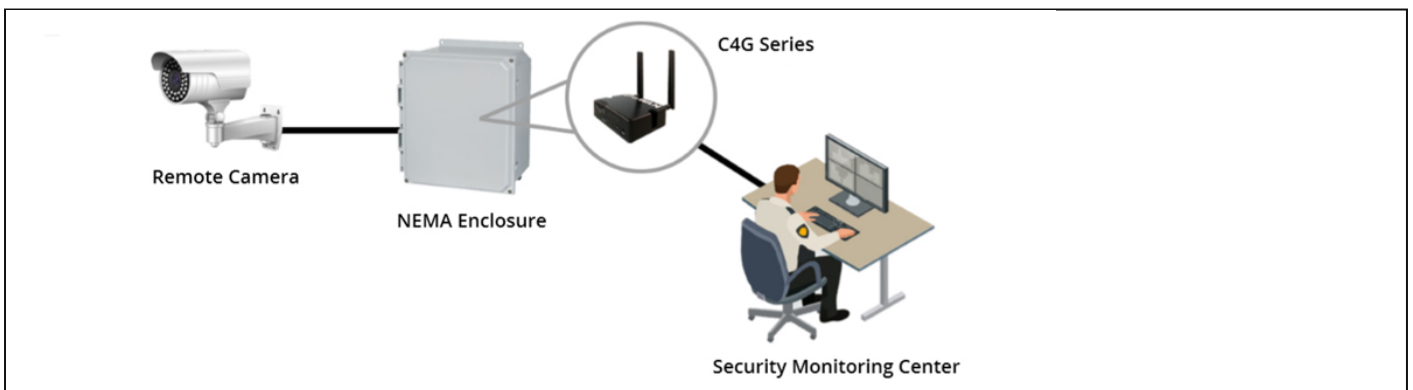 C4G Series
Remote Camera
NEMA Enclosure
Security Monitoring Center